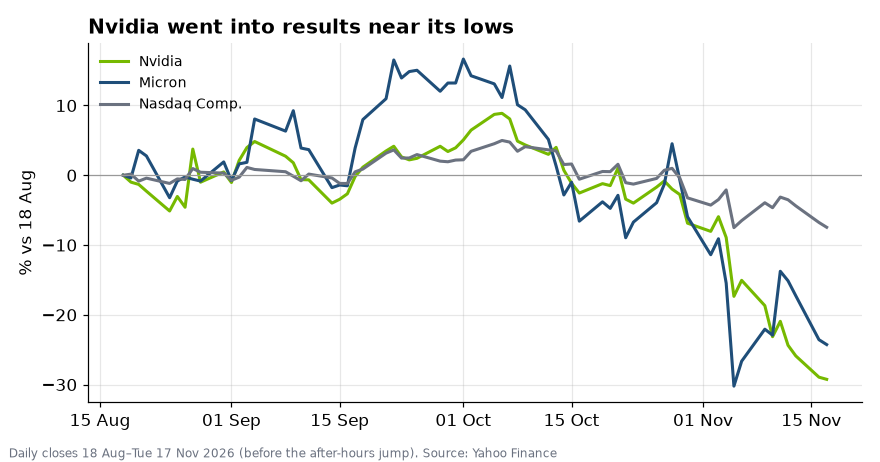 Nvidia went into results near its lows
Nvidia
Micron
Nasdaq Comp.
% vs 18 Aug
10
0
−10
−20
−30
15 Aug
01 Sep
15 Sep
01 Oct
15 Oct
01 Nov
15 Nov
Daily closes 18 Aug–Tue 17 Nov 2026 (before the after-hours jump). Source: Yahoo Finance